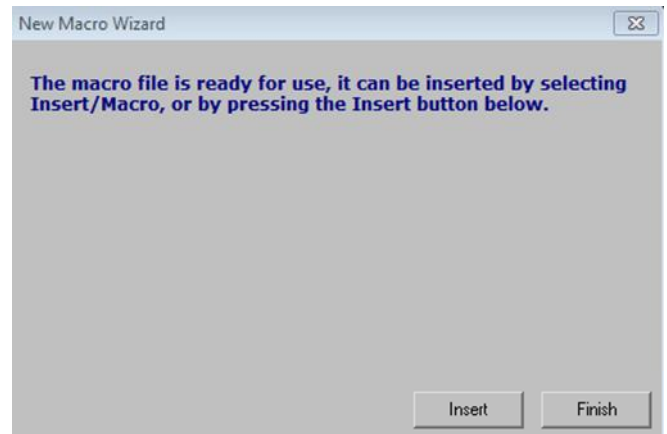 New Macro Wizard
The macro file is ready for use, it can be inserted by selecting
Insert/Macro, or by pressing the Insert button below.
Insert Finish